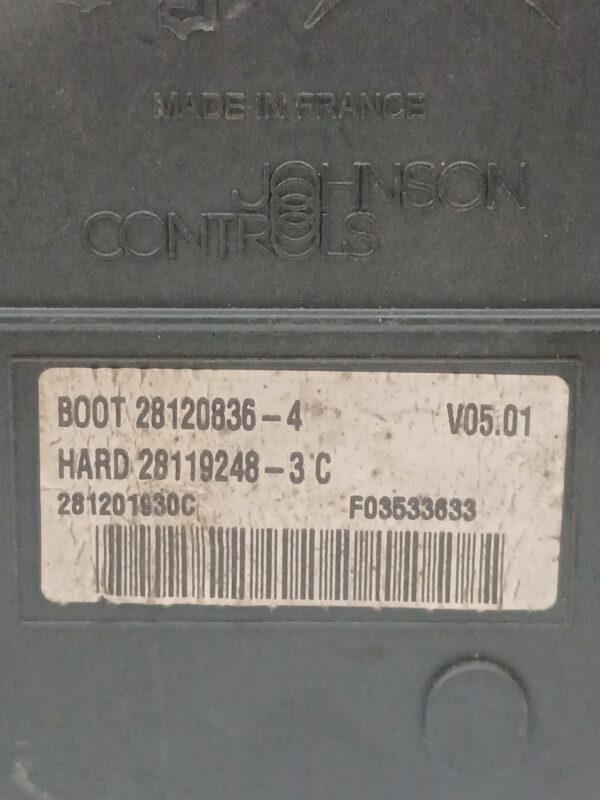 MADE IN FRANCE
JOHNSON
CONTROLS
BOOT 28120836-4 V05.01
HARD 28119248-3 C
281201930C F03533633